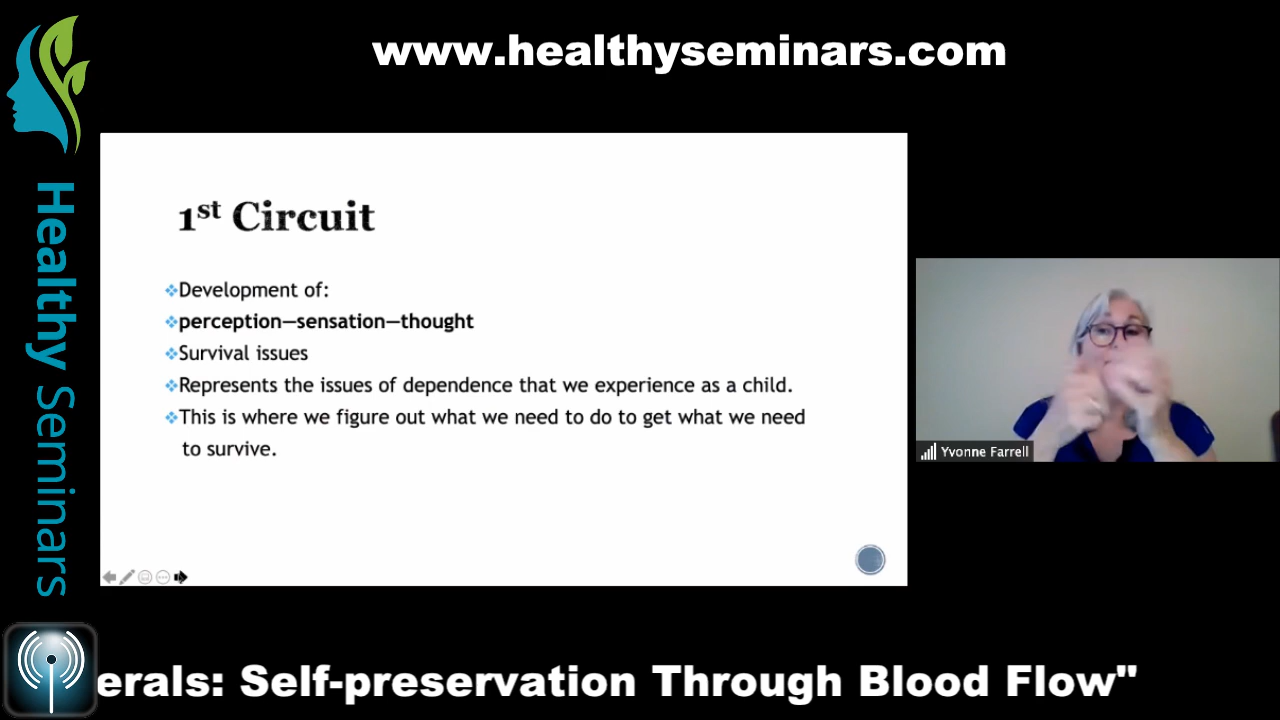 www.healthyseminars.com
Healthy Seminars
1st Circuit
❖Development of:
❖perception—sensation—thought
❖Survival issues
❖Represents the issues of dependence that we experience as a child.
❖This is where we figure out what we need to do to get what we need
to survive.
Yvonne Farrell
erals: Self-preservation Through Blood Flow"